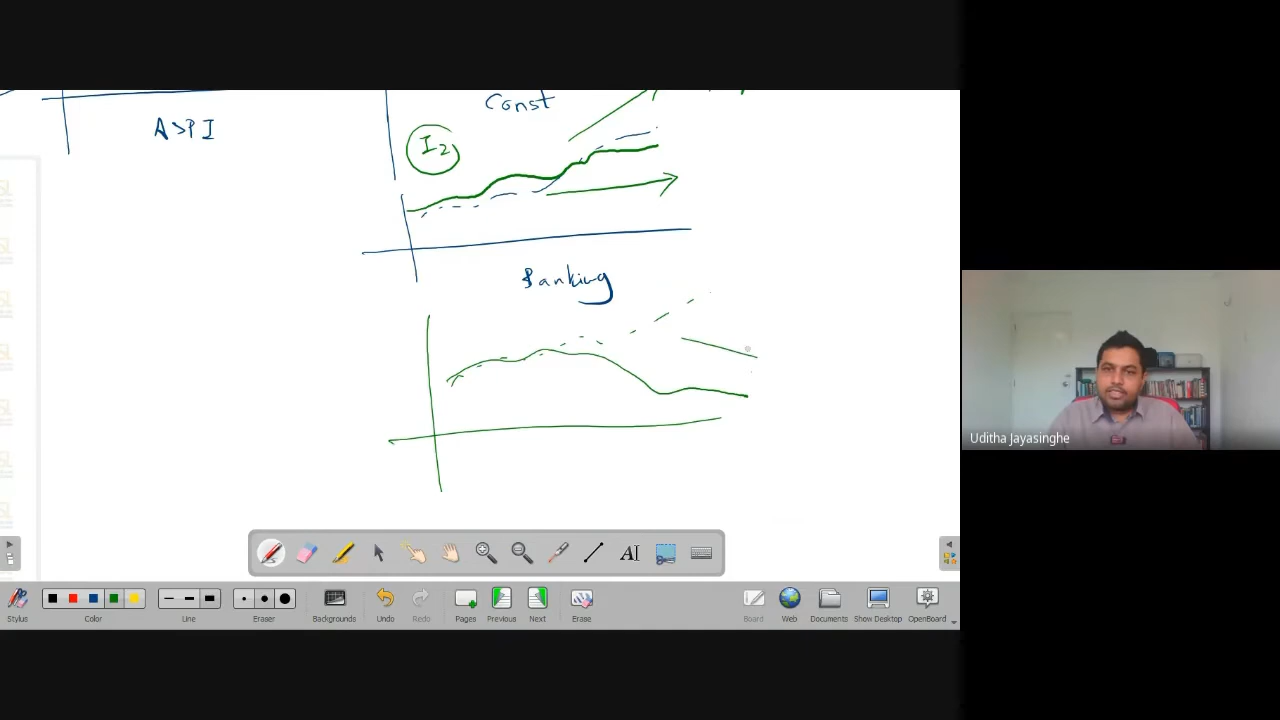 Const
ASPI
I2
Banking
Uditha Jayasinghe
AI
Stylus
Color
Line
Eraser
Backgrounds
Undo
Redo
Pages
Previous
Next
Erase
Board
Web
Documents
Show Desktop
OpenBoard